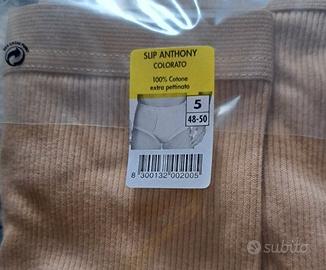 SLIP ANTHONY
COLORATO
100% Cotone
extra pettinato
5
48-50
8 300132 002005
subito